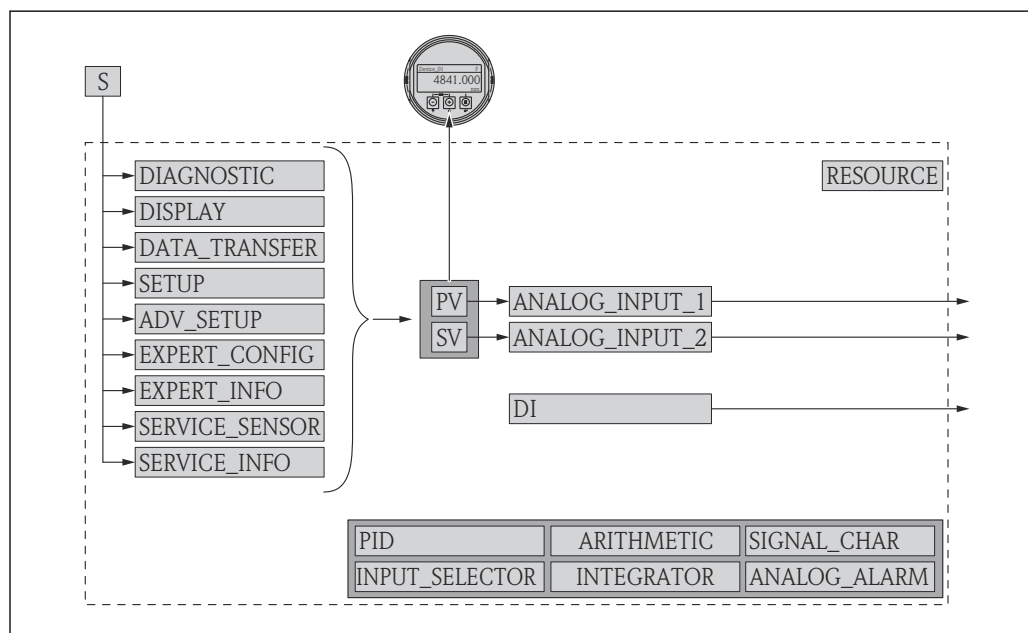 Device_01
4841.000
S
DIAGNOSTIC
RESOURCE
DISPLAY
DATA_TRANSFER
SETUP
PV
ANALOG_INPUT_1
ADV_SETUP
SV
ANALOG_INPUT_2
EXPERT_CONFIG
EXPERT_INFO
DI
SERVICE_SENSOR
SERVICE_INFO
PID
ARITHMETIC
SIGNAL_CHAR
INPUT_SELECTOR
INTEGRATOR
ANALOG_ALARM